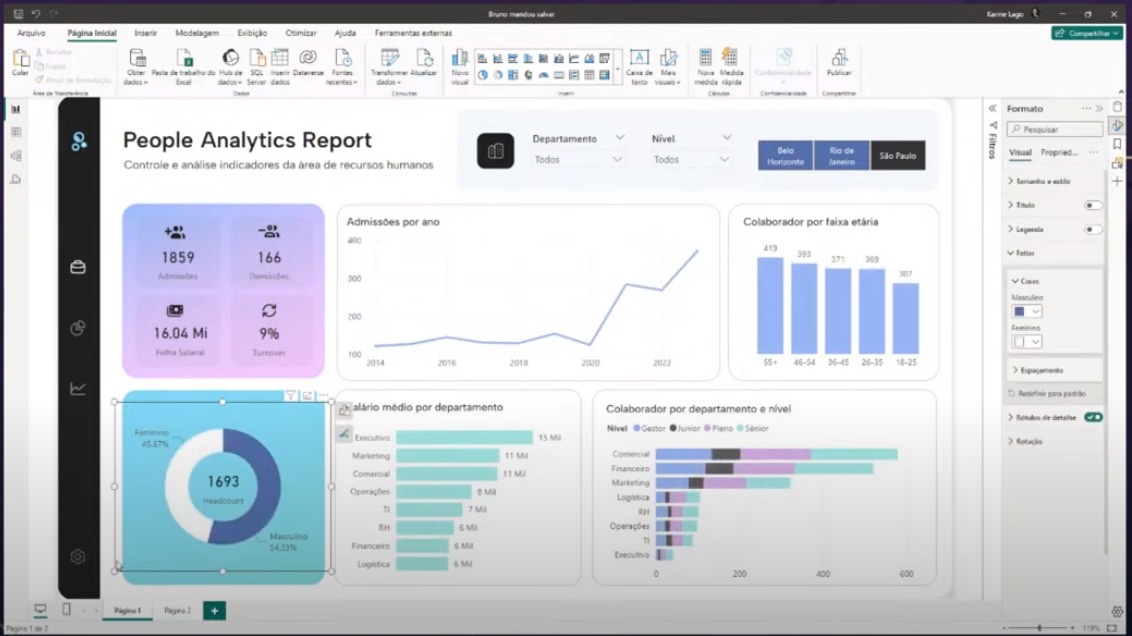 Bruno mandou salvar
Karine Lago
Arquivo
Página Inicial
Inserir
Modelagem
Exibição
Otimizar
Ajuda
Ferramentas externas
Compartilhar
Colar
Recortar
Copiar
Pincel de formatação
Área de Transferência
Obter dados
Pasta de trabalho do Excel
Hub de dados
SQL Server
Inserir dados
Dataverse
Fontes recentes
Dados
Transformar dados
Atualizar
Consultas
Novo visual
Caixa de texto
Mais visuais
Inserir
Nova medida
Medida rápida
Cálculos
Confidencialidade
Confidencialidade
Publicar
Compartilhar
People Analytics Report
Controle e análise indicadores da área de recursos humanos
Departamento
Todos
Nível
Todos
Belo Horizonte
Rio de Janeiro
São Paulo
1859
Admissões
166
Demissões
16,04 Mi
Folha Salarial
9%
Turnover
Admissões por ano
400
300
200
100
2014
2016
2018
2020
2022
Colaborador por faixa etária
419
393
371
369
307
55+
46-54
36-45
26-35
18-25
Feminino
45,67%
1693
Headcount
Masculino
54,33%
alário médio por departamento
Executivo 15 Mil
Marketing 11 Mil
Comercial 11 Mil
Operações 8 Mil
TI 7 Mil
RH 6 Mil
Financeiro 6 Mil
Logística 6 Mil
Colaborador por departamento e nível
Nível Gestor Junior Pleno Sênior
Comercial
Financeiro
Marketing
Logística
RH
Operações
TI
Executivo
0
200
400
600
Filtros
Formato
Pesquisar
Visual
Propried...
Tamanho e estilo
Título
Legenda
Fatias
Cores
Masculino
Feminino
Espaçamento
Redefinir para padrão
Rótulos de detalhe
Rotação
Página 1
Página 2
Página 1 de 2
119%